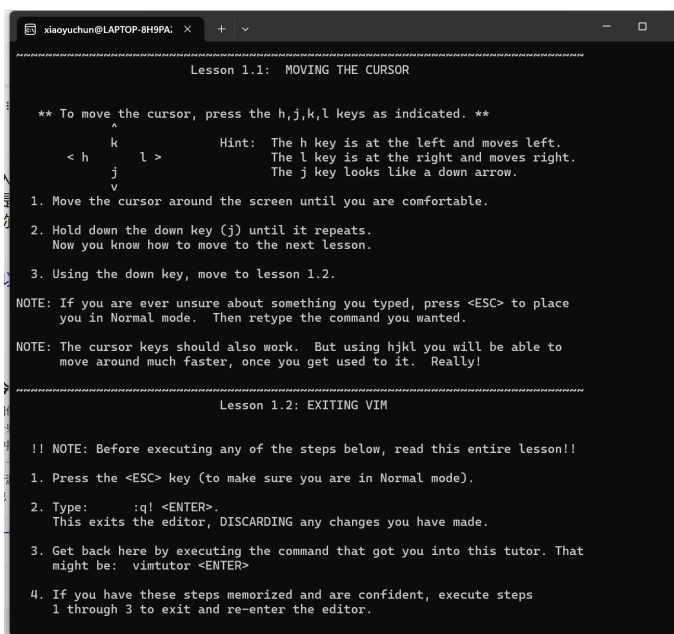 xiaoyuchun@LAPTOP-8H9PA
~~~~~~~~~~~~~~~~~~~~~~~~~~~~~~~~~~~~~~~~~~~~~~~~~~~~~~~~~~~~~~~~~~~~~~~~~~~~~~
Lesson 1.1:  MOVING THE CURSOR
** To move the cursor, press the h,j,k,l keys as indicated. **
^
k              Hint:  The h key is at the left and moves left.
< h       l >               The l key is at the right and moves right.
j                     The j key looks like a down arrow.
v
1. Move the cursor around the screen until you are comfortable.
2. Hold down the down key (j) until it repeats.
Now you know how to move to the next lesson.
3. Using the down key, move to lesson 1.2.
NOTE: If you are ever unsure about something you typed, press <ESC> to place
you in Normal mode.  Then retype the command you wanted.
NOTE: The cursor keys should also work.  But using hjkl you will be able to
move around much faster, once you get used to it.  Really!
~~~~~~~~~~~~~~~~~~~~~~~~~~~~~~~~~~~~~~~~~~~~~~~~~~~~~~~~~~~~~~~~~~~~~~~~~~~~~~
Lesson 1.2: EXITING VIM
!! NOTE: Before executing any of the steps below, read this entire lesson!!
1. Press the <ESC> key (to make sure you are in Normal mode).
2. Type:      :q! <ENTER>.
This exits the editor, DISCARDING any changes you have made.
3. Get back here by executing the command that got you into this tutor. That
might be:  vimtutor <ENTER>
4. If you have these steps memorized and are confident, execute steps
1 through 3 to exit and re-enter the editor.